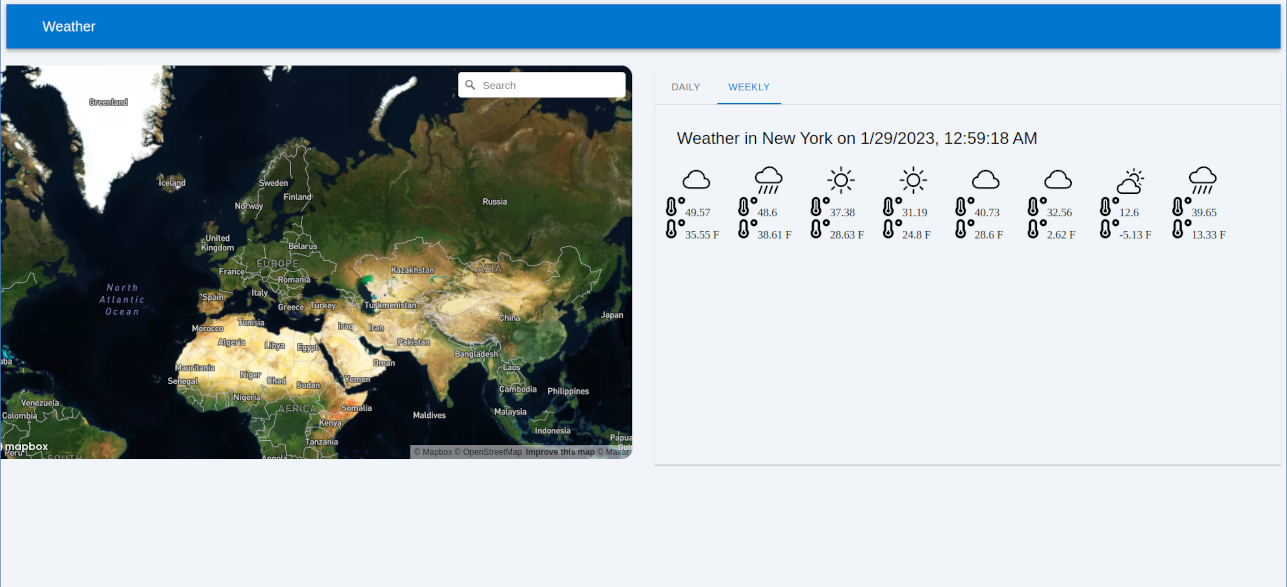 Weather
Search
Greenland
Iceland
Sweden
Finland
Norway
Russia
United
Kingdom
Belarus
EUROPE
France
Romania
Kazakhstan
ASIA
North
Atlantic
Ocean
Spain
Italy
Greece
Turkey
Turkmenistan
China
Japan
Morocco
Tunisia
Iraq
Iran
Algeria
Libya
Egypt
Pakistan
Bangladesh
Mauritania
Oman
Laos
Niger
Chad
Sudan
Yemen
Senegal
Cambodia
Philippines
Nigeria
Venezuela
AFRICA
Somalia
Maldives
Malaysia
Colombia
Kenya
Indonesia
Tanzania
Papua
mapbox
Peru
SOUTH
Angola
© Mapbox © OpenStreetMap Improve this map © Maxar
DAILY WEEKLY
Weather in New York on 1/29/2023, 12:59:18 AM
49.57 48.6 37.38 31.19 40.73 32.56 12.6 39.65
35.55 F 38.61 F 28.63 F 24.8 F 28.6 F 2.62 F -5.13 F 13.33 F